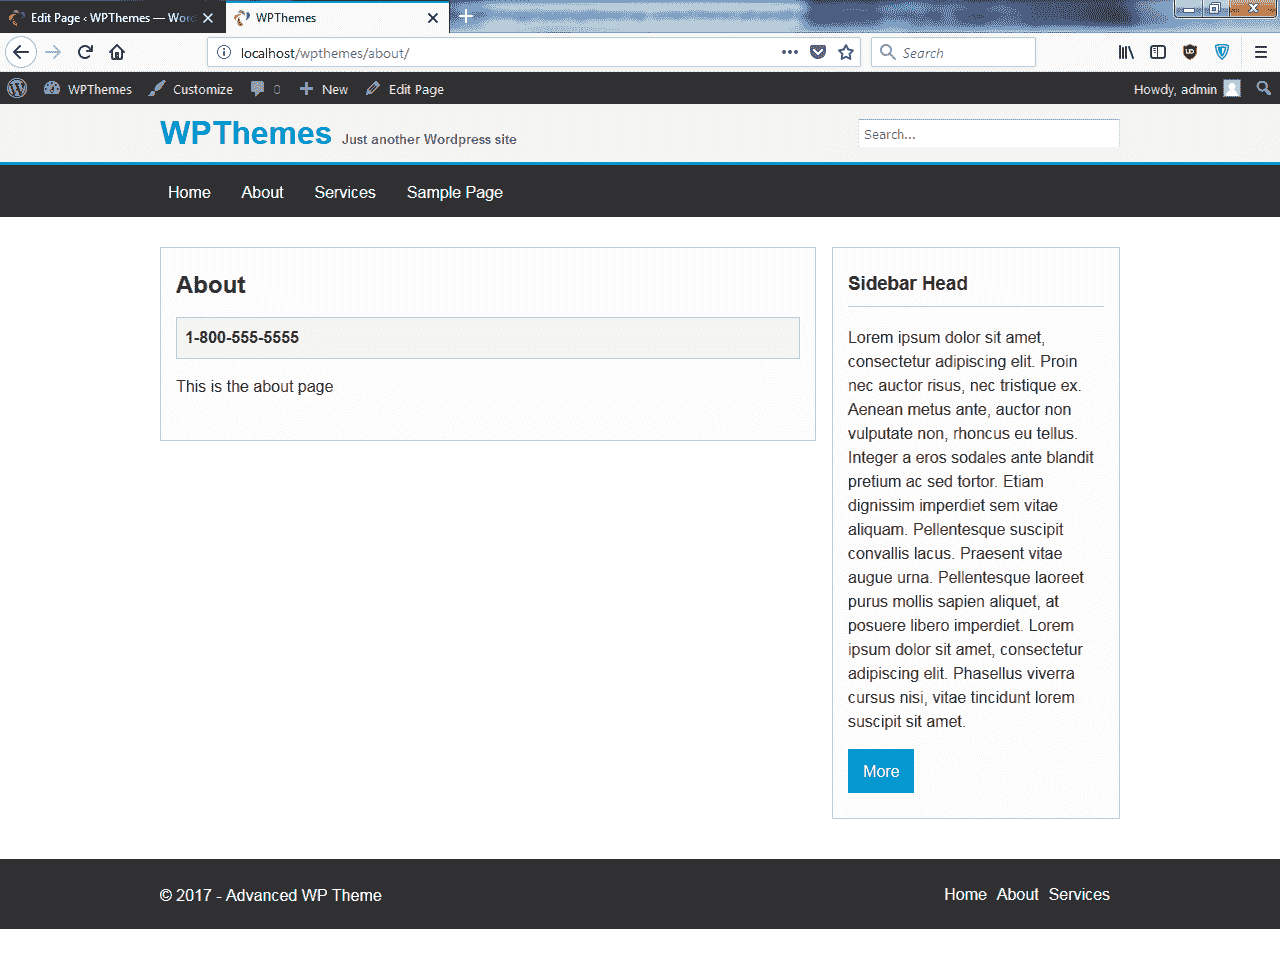 Edit Page ‹ WPThemes — Word
WPThemes
localhost/wpthemes/about/
Search
WPThemes
Customize
0
New
Edit Page
Howdy, admin
WPThemes Just another Wordpress site
Search...
Home
About
Services
Sample Page
About
1-800-555-5555
This is the about page
Sidebar Head
Lorem ipsum dolor sit amet,
consectetur adipiscing elit. Proin
nec auctor risus, nec tristique ex.
Aenean metus ante, auctor non
vulputate non, rhoncus eu tellus.
Integer a eros sodales ante blandit
pretium ac sed tortor. Etiam
dignissim imperdiet sem vitae
aliquam. Pellentesque suscipit
convallis lacus. Praesent vitae
augue urna. Pellentesque laoreet
purus mollis sapien aliquet, at
posuere libero imperdiet. Lorem
ipsum dolor sit amet, consectetur
adipiscing elit. Phasellus viverra
cursus nisi, vitae tincidunt lorem
suscipit sit amet.
More
© 2017 - Advanced WP Theme
Home About Services